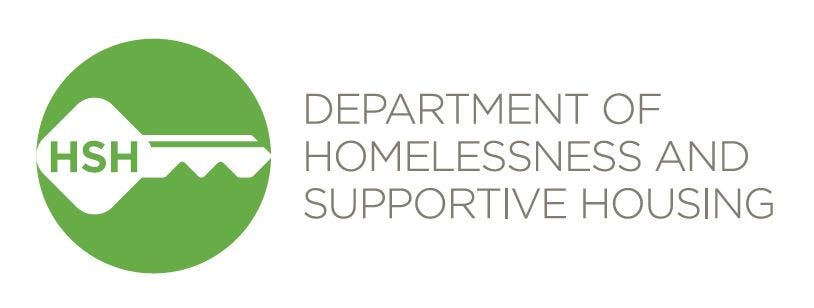 HSH
DEPARTMENT OF
HOMELESSNESS AND
SUPPORTIVE HOUSING